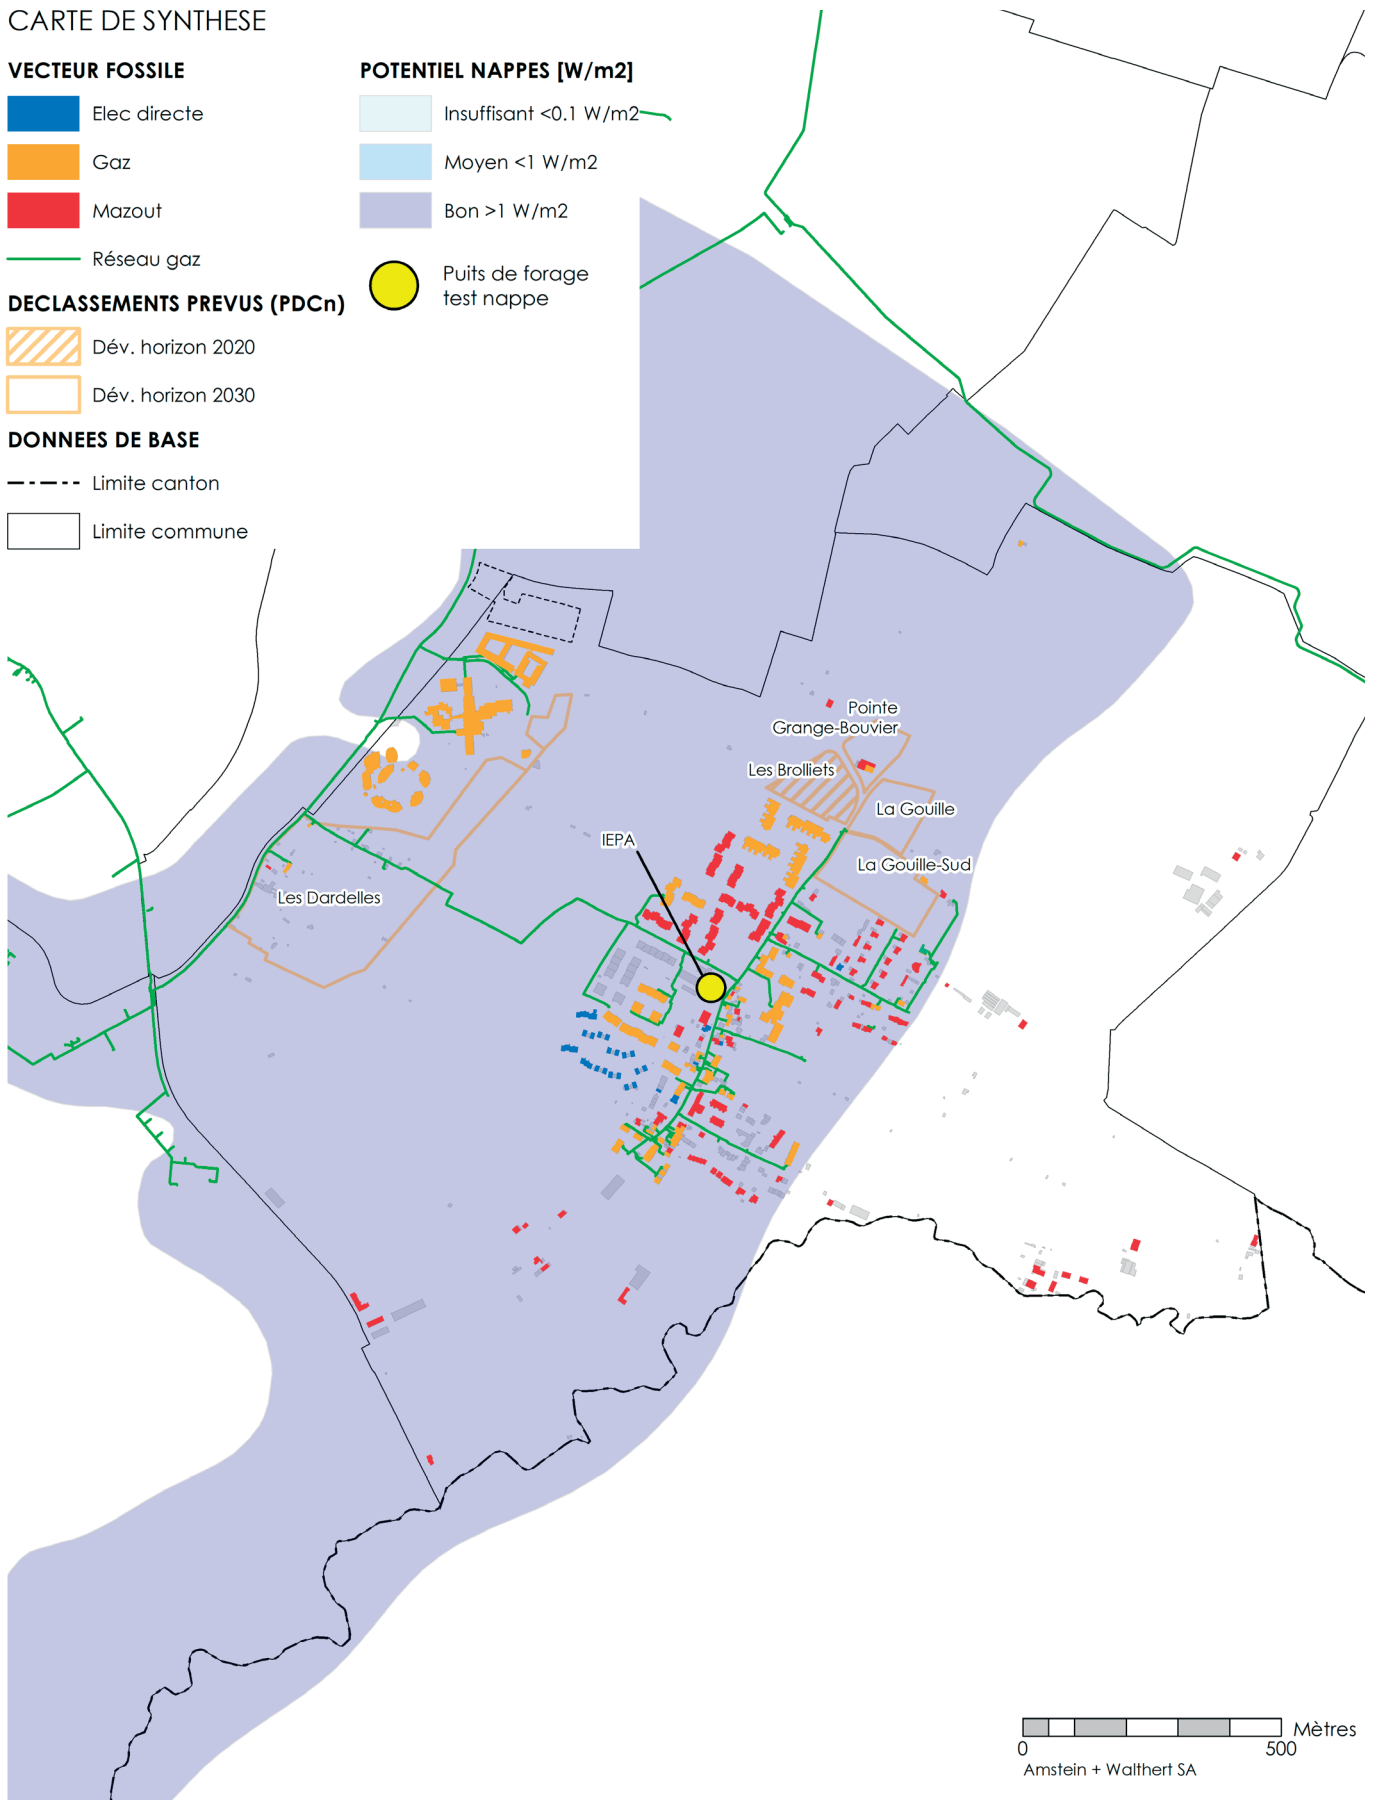 CARTE DE SYNTHESE
VECTEUR FOSSILE
Elec directe
Gaz
Mazout
Réseau gaz
DECLASSEMENTS PREVUS (PDCn)
Dév. horizon 2020
Dév. horizon 2030
DONNEES DE BASE
Limite canton
Limite commune
POTENTIEL NAPPES [W/m2]
Insuffisant <0.1 W/m2
Moyen <1 W/m2
Bon >1 W/m2
Puits de forage
test nappe
Pointe
Grange-Bouvier
Les Brolliets
La Gouille
IEPA
La Gouille-Sud
Les Dardelles
Mètres
0 500
Amstein + Walthert SA